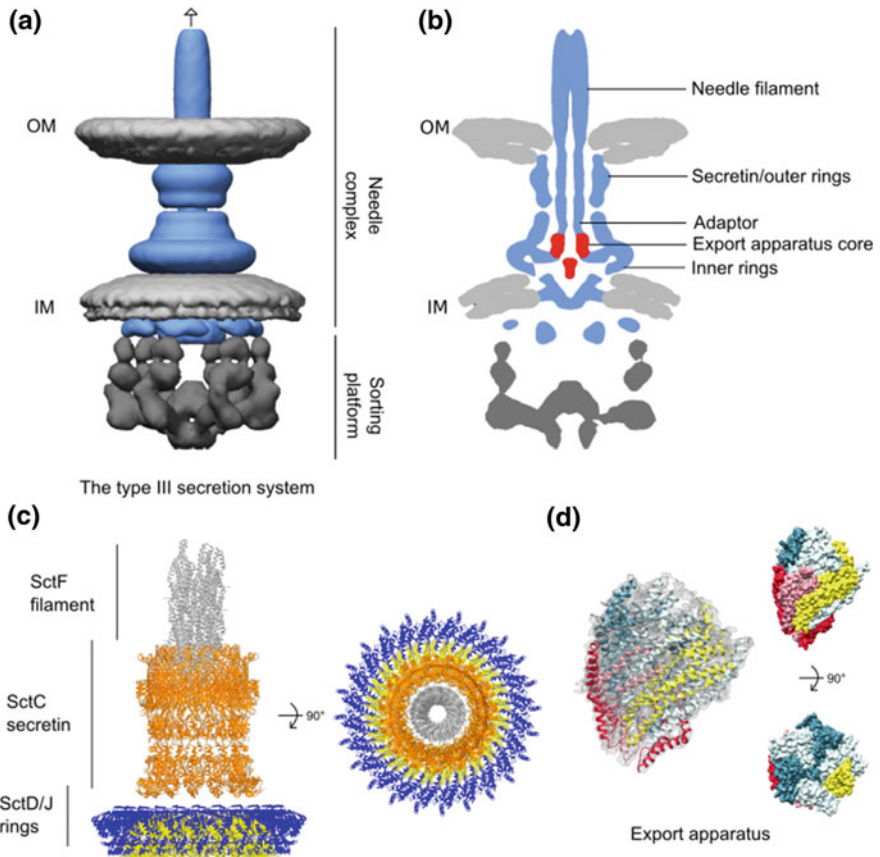 (a)
OM
IM
Needle
complex
Sorting
platform
The type III secretion system
(b)
OM
IM
Needle filament
Secretin/outer rings
Adaptor
Export apparatus core
Inner rings
(c)
SctF
filament
SctC
secretin
SctD/J
rings
90°
(d)
90°
Export apparatus